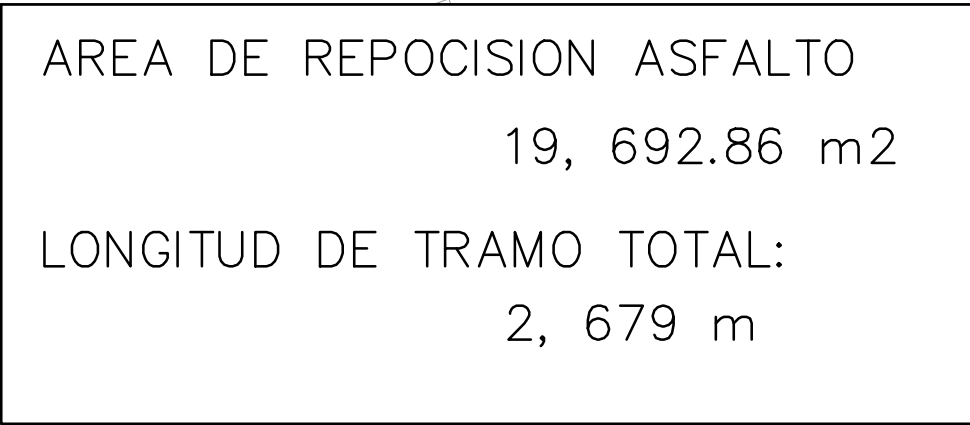 AREA DE REPOCISION ASFALTO
19, 692.86 m2
LONGITUD DE TRAMO TOTAL:
2, 679 m